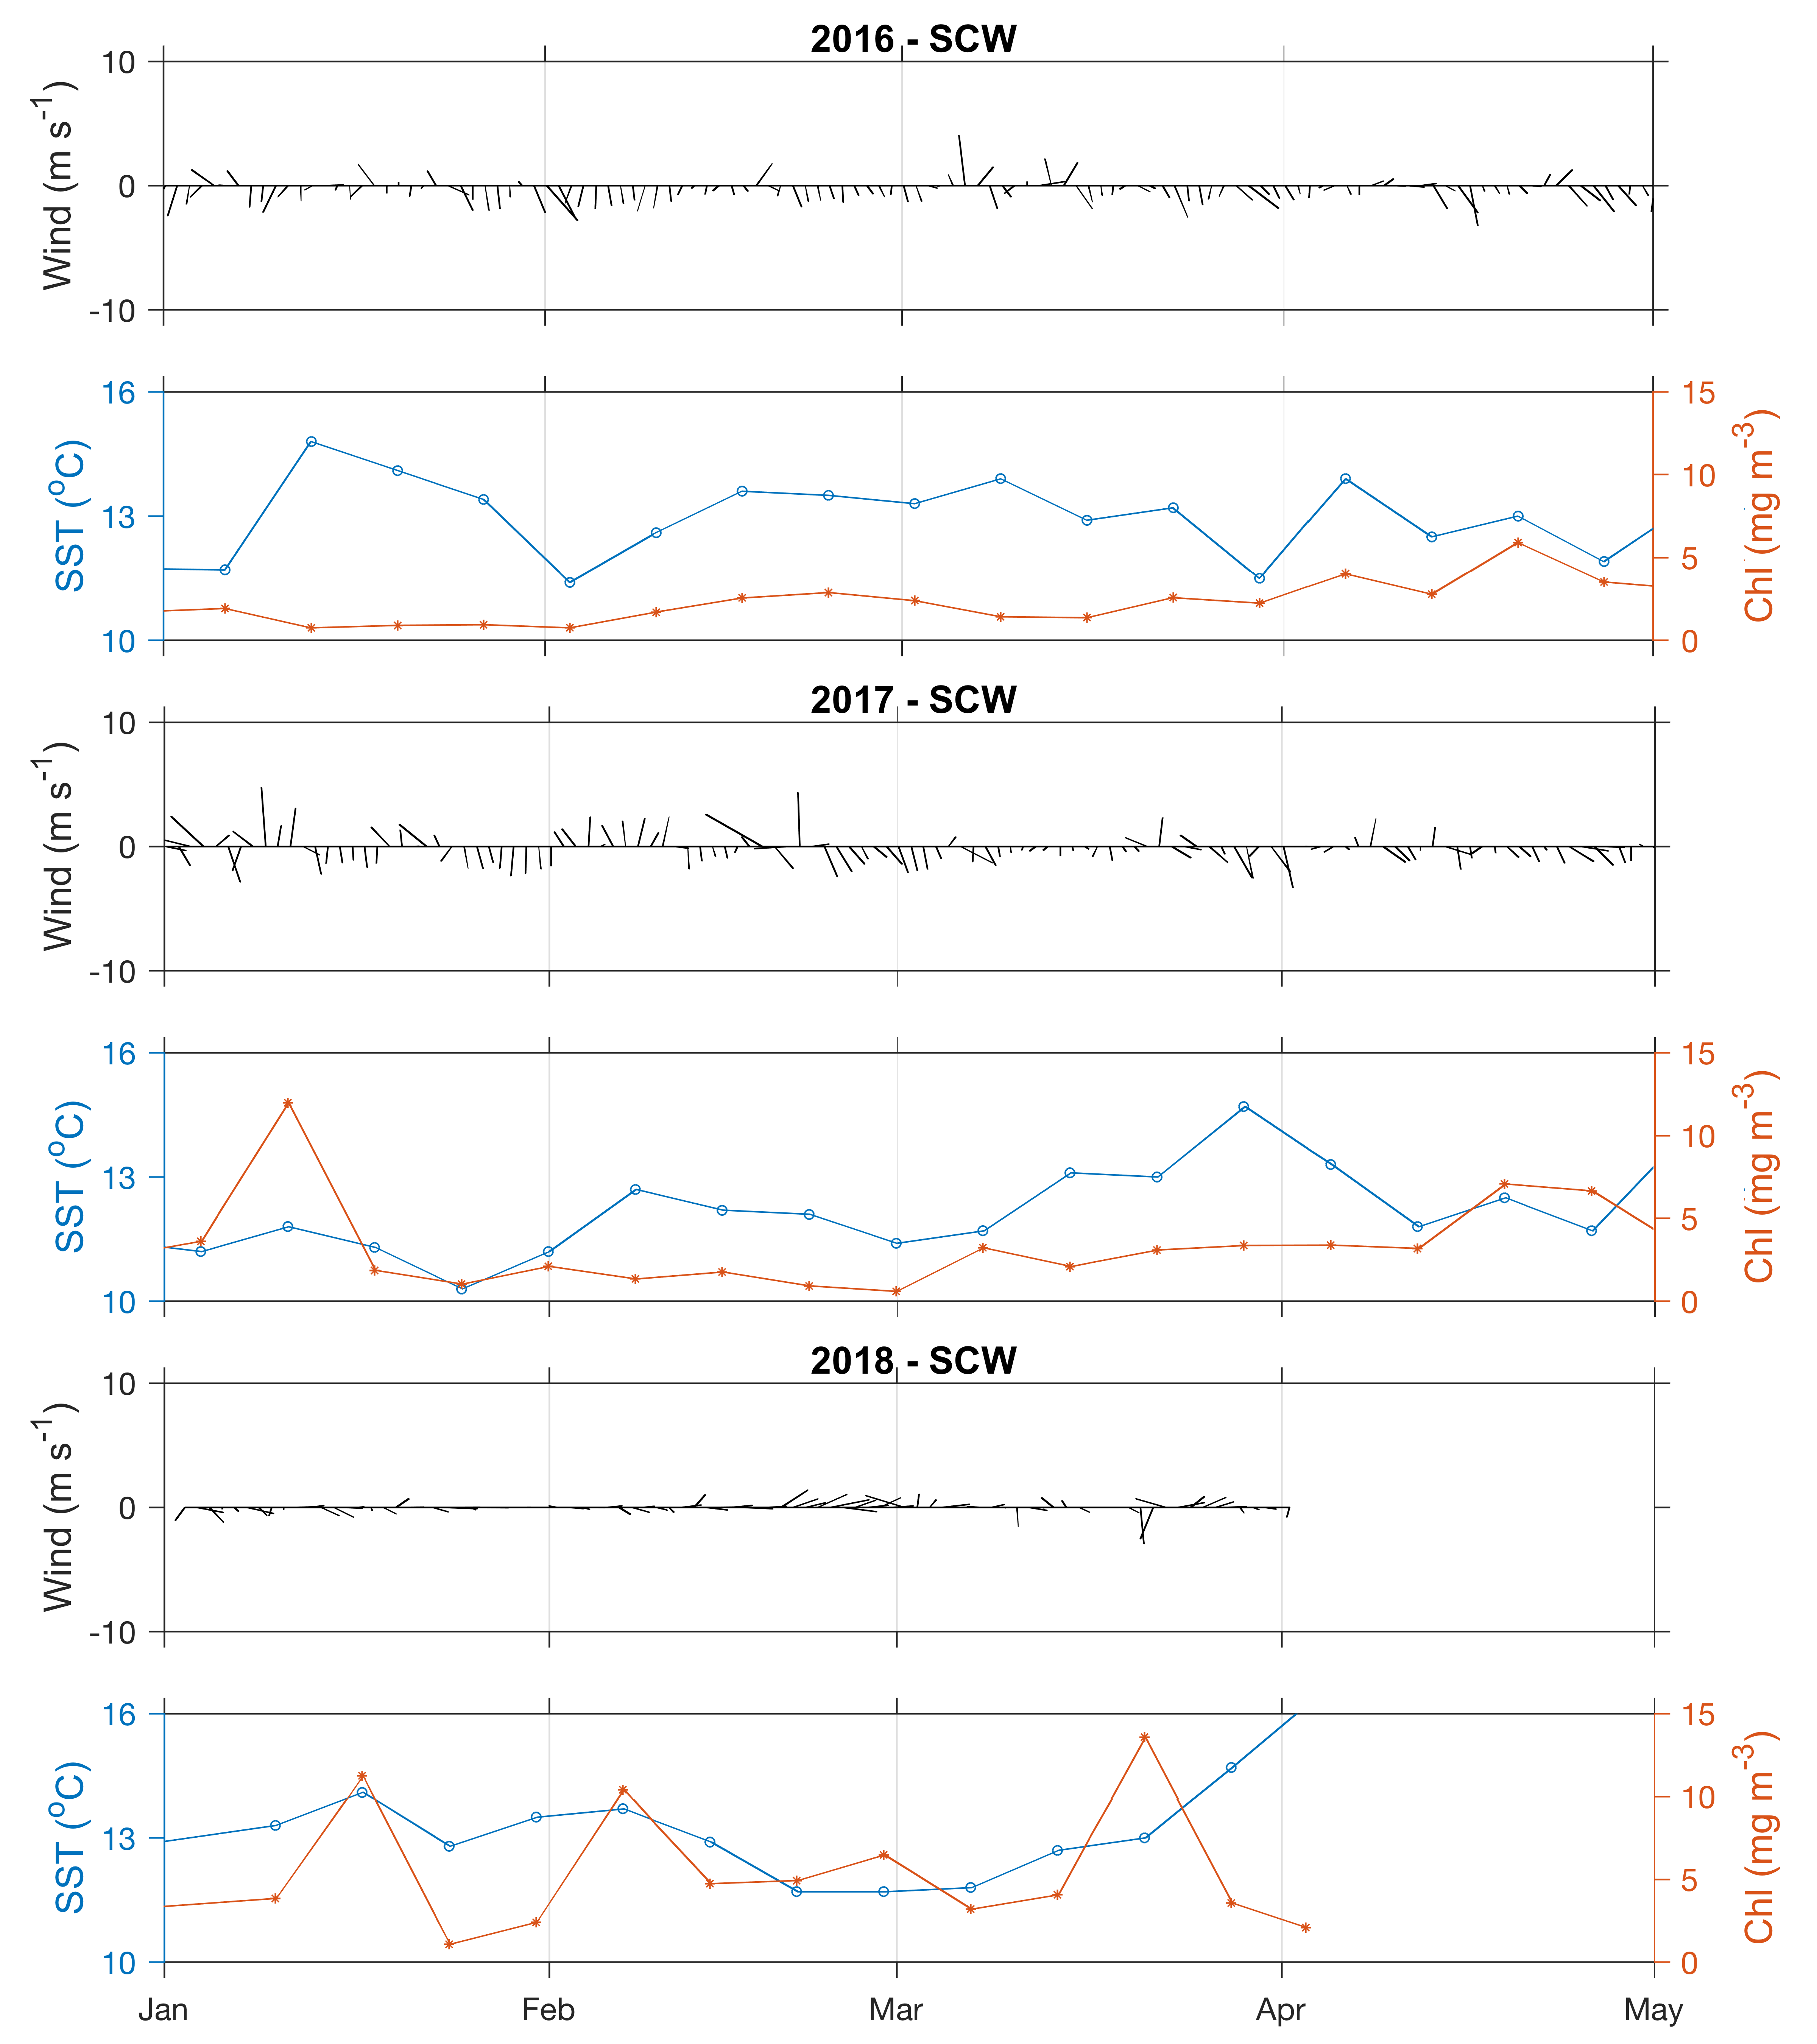 2016 - SCW
10
0
-10
Wind (m s-1)
16
13
10
SST (oC)
15
10
5
0
Chl (mg m-3)
2017 - SCW
10
0
-10
Wind (m s-1)
16
13
10
SST (oC)
15
10
5
0
Chl (mg m-3)
2018 - SCW
10
0
-10
Wind (m s-1)
16
13
10
SST (oC)
15
10
5
0
Chl (mg m-3)
Jan Feb Mar Apr May